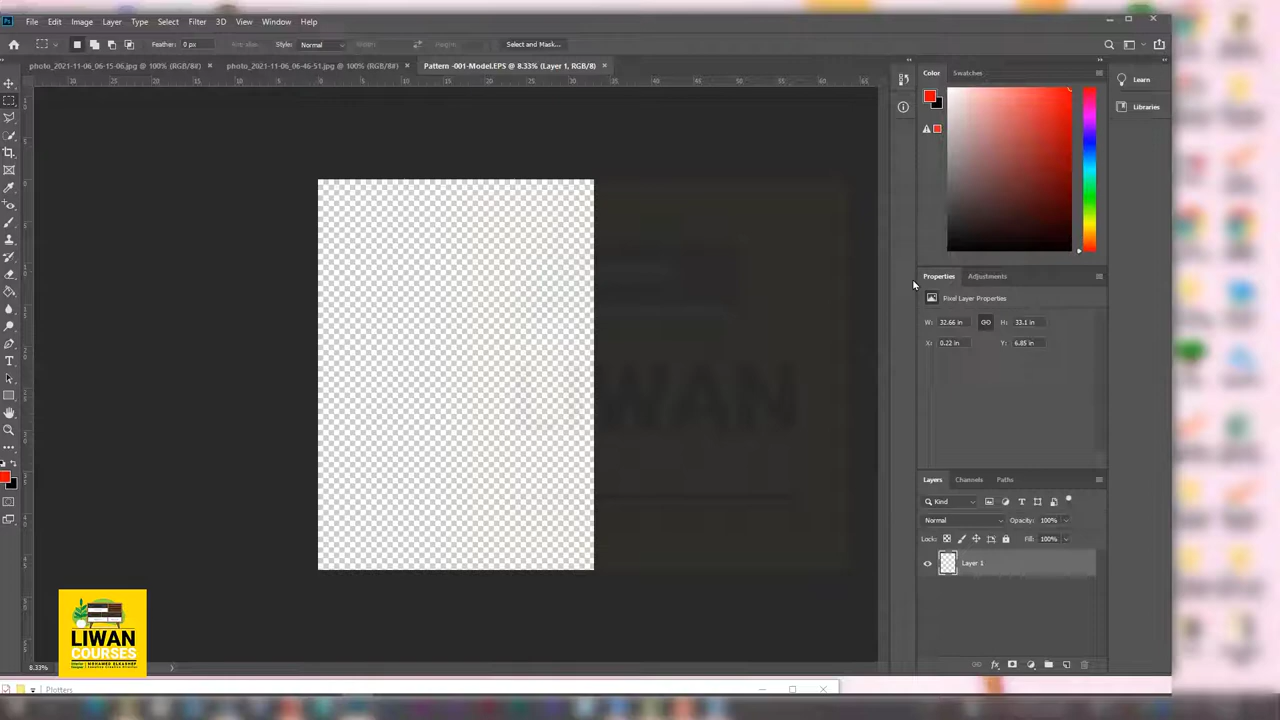 File Edit Image Layer Type Select Filter 3D View Window Help
Feather: 0 px Style: Normal Select and Mask...
photo_2021-11-06_06-15-06.jpg @ 100% (RGB/8#) × photo_2021-11-06_06-46-51.jpg @ 100% (RGB/8#) × Pattern -001-Model.EPS @ 8.33% (Layer 1, RGB/8) ×
Color Swatches
Learn
Libraries
Properties Adjustments
Pixel Layer Properties
W: 32.66 in H: 33.1 in
X: 0.22 in Y: 6.85 in
WAN
Layers Channels Paths
Kind
Normal Opacity: 100%
Lock: Fill: 100%
Layer 1
LIWAN
COURSES
8.33%
Plotters